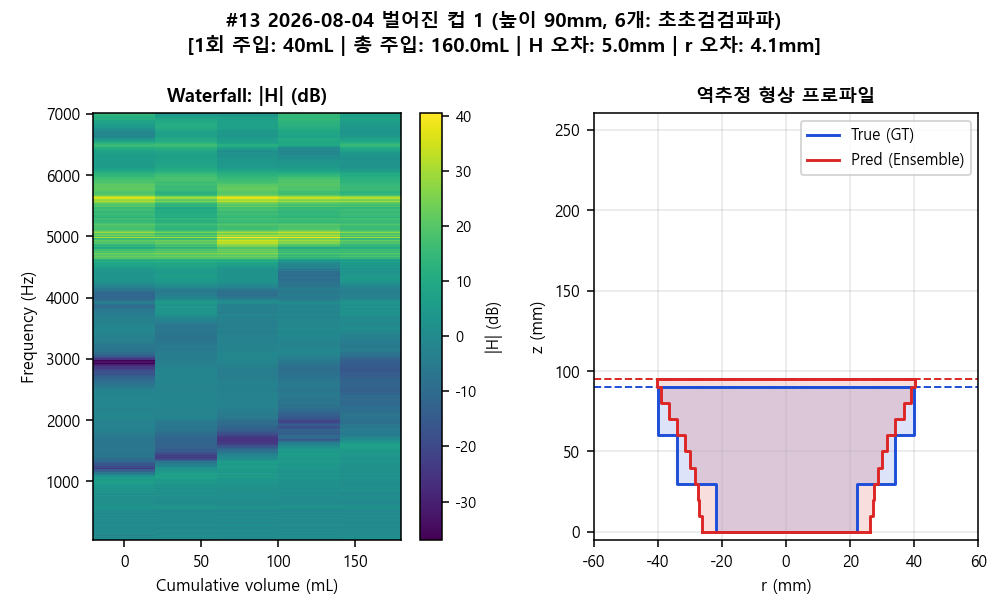 #13 2026-08-04 벌어진 컵 1 (높이 90mm, 6개: 초초검검파파)
[1회 주입: 40mL | 총 주입: 160.0mL | H 오차: 5.0mm | r 오차: 4.1mm]
Waterfall: |H| (dB)
7000
6000
5000
4000
3000
2000
1000
Frequency (Hz)
0
50
100
150
Cumulative volume (mL)
40
30
20
10
0
-10
-20
-30
|H| (dB)
역추정 형상 프로파일
True (GT)
Pred (Ensemble)
250
200
150
100
50
0
z (mm)
-60
-40
-20
0
20
40
60
r (mm)